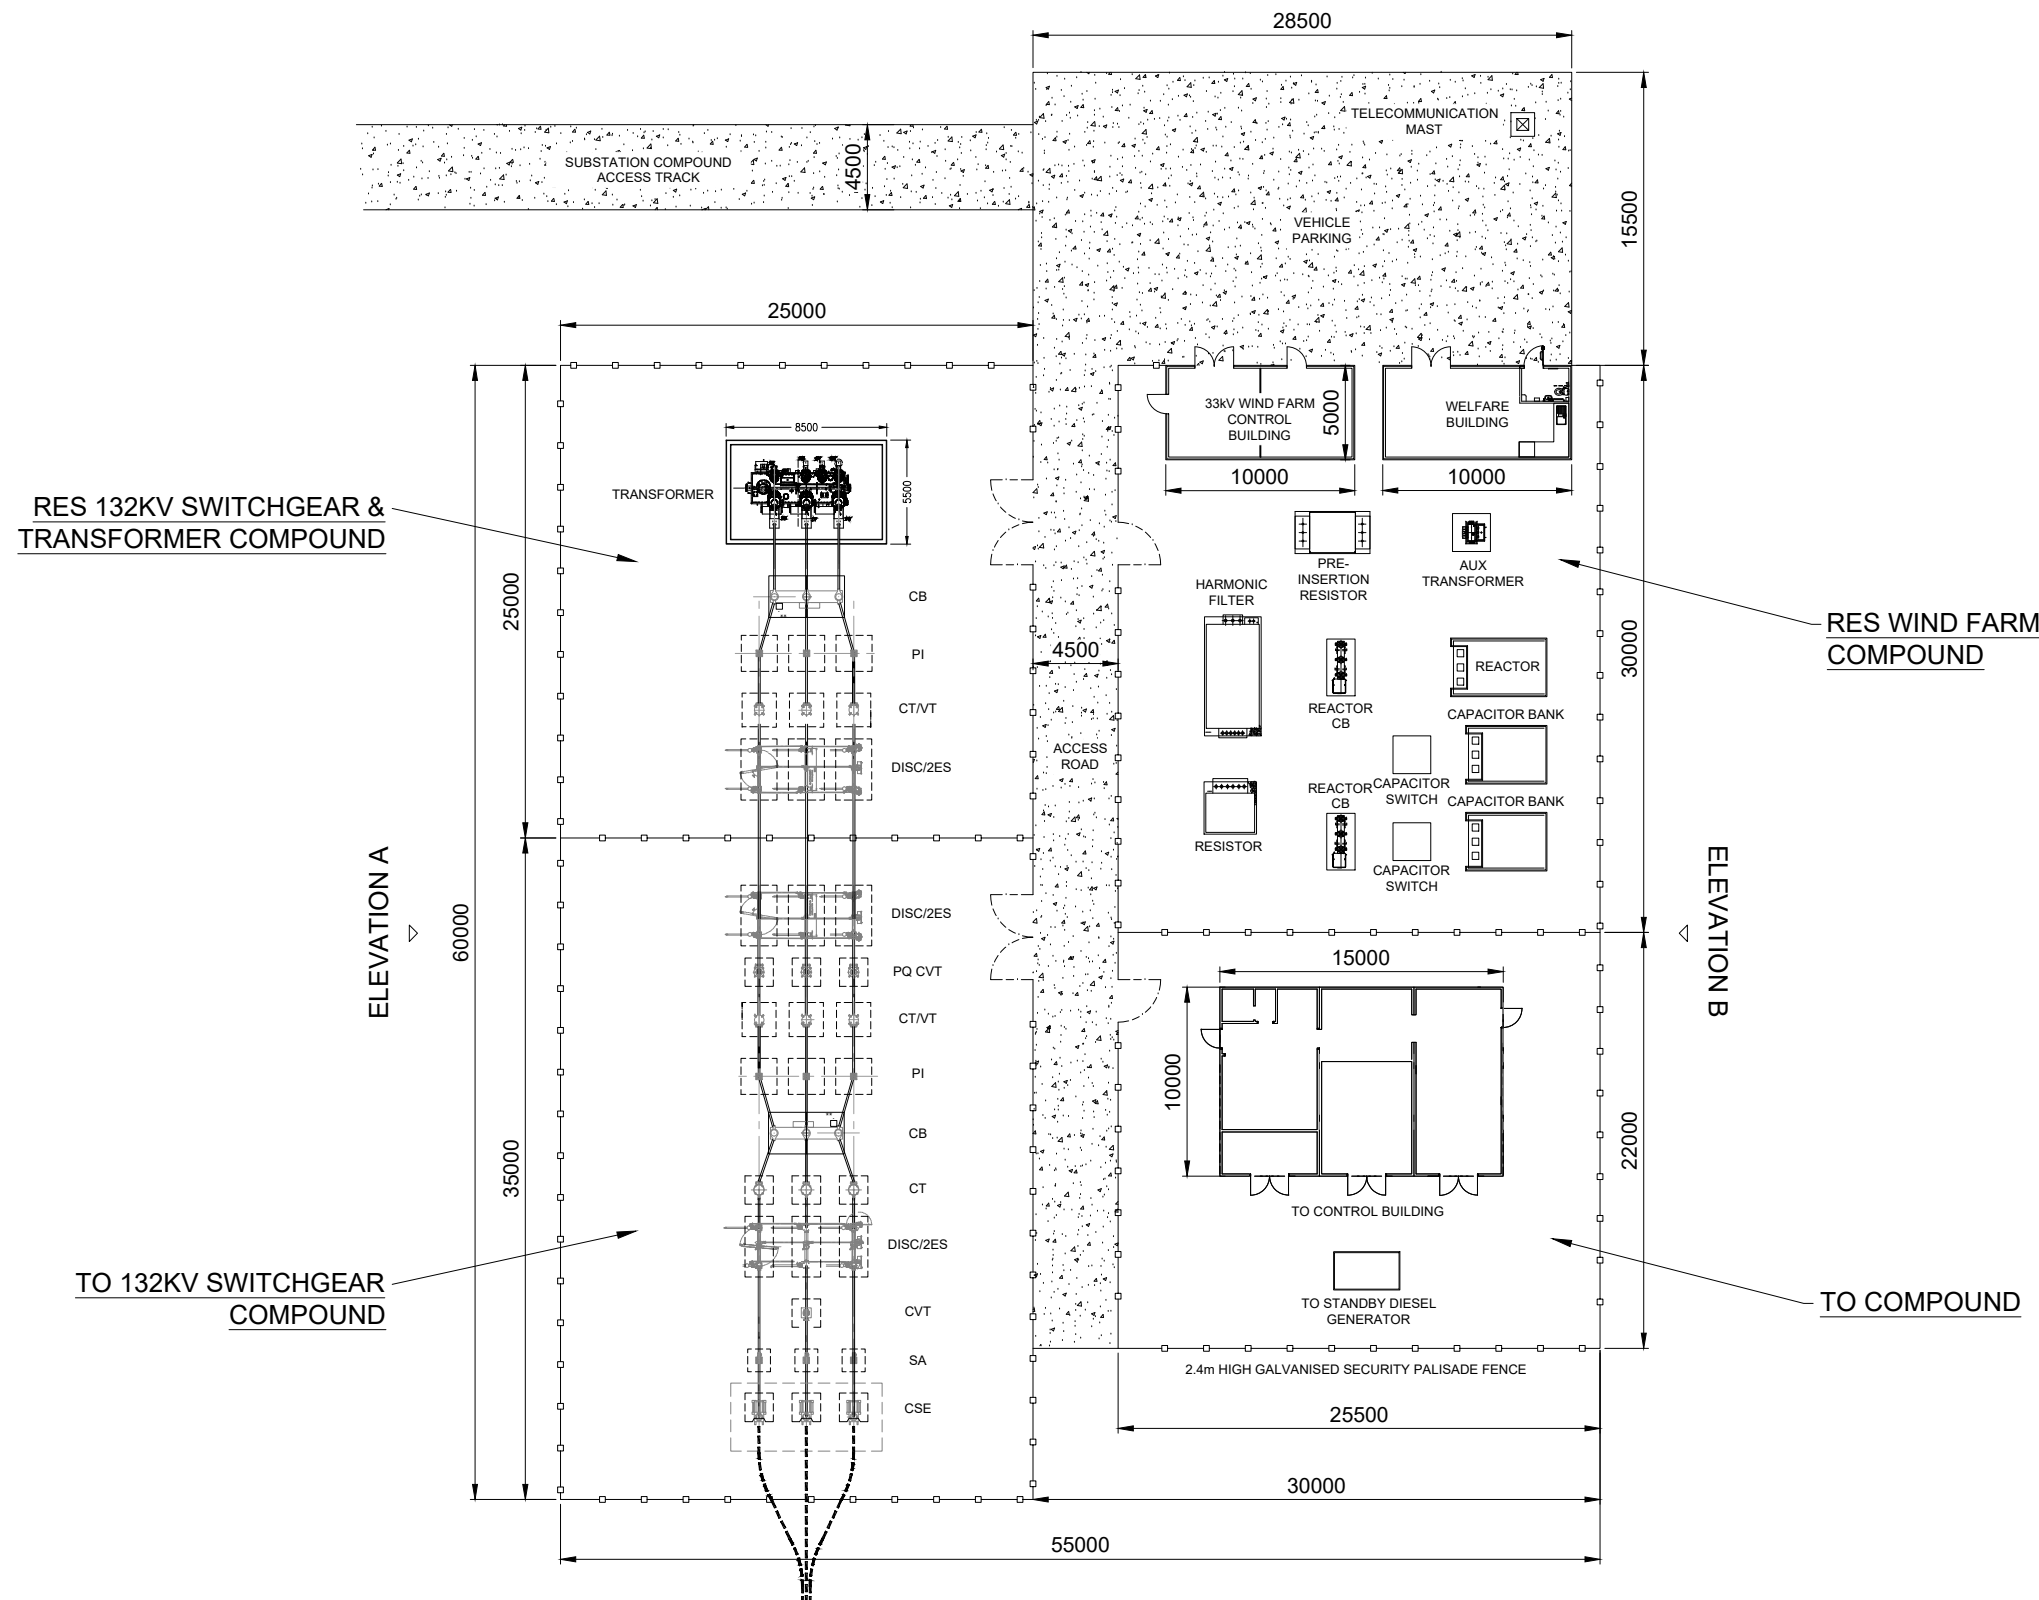 28500
TELECOMMUNICATION
MAST
SUBSTATION COMPOUND
ACCESS TRACK
4500
VEHICLE
PARKING
15500
25000
33kV WIND FARM
CONTROL
BUILDING
5000
WELFARE
BUILDING
10000
10000
8500
5500
TRANSFORMER
RES 132KV SWITCHGEAR &
TRANSFORMER COMPOUND
25000
CB
PI
CT/VT
DISC/2ES
4500
ACCESS
ROAD
PRE-
INSERTION
RESISTOR
AUX
TRANSFORMER
HARMONIC
FILTER
REACTOR
CB
REACTOR
CAPACITOR BANK
CAPACITOR
SWITCH
CAPACITOR BANK
REACTOR
CB
RESISTOR
CAPACITOR
SWITCH
30000
RES WIND FARM
COMPOUND
ELEVATION A
60000
ELEVATION B
DISC/2ES
PQ CVT
CT/VT
PI
CB
CT
DISC/2ES
CVT
SA
CSE
35000
TO 132KV SWITCHGEAR
COMPOUND
15000
10000
22000
TO CONTROL BUILDING
TO STANDBY DIESEL
GENERATOR
TO COMPOUND
2.4m HIGH GALVANISED SECURITY PALISADE FENCE
25500
30000
55000